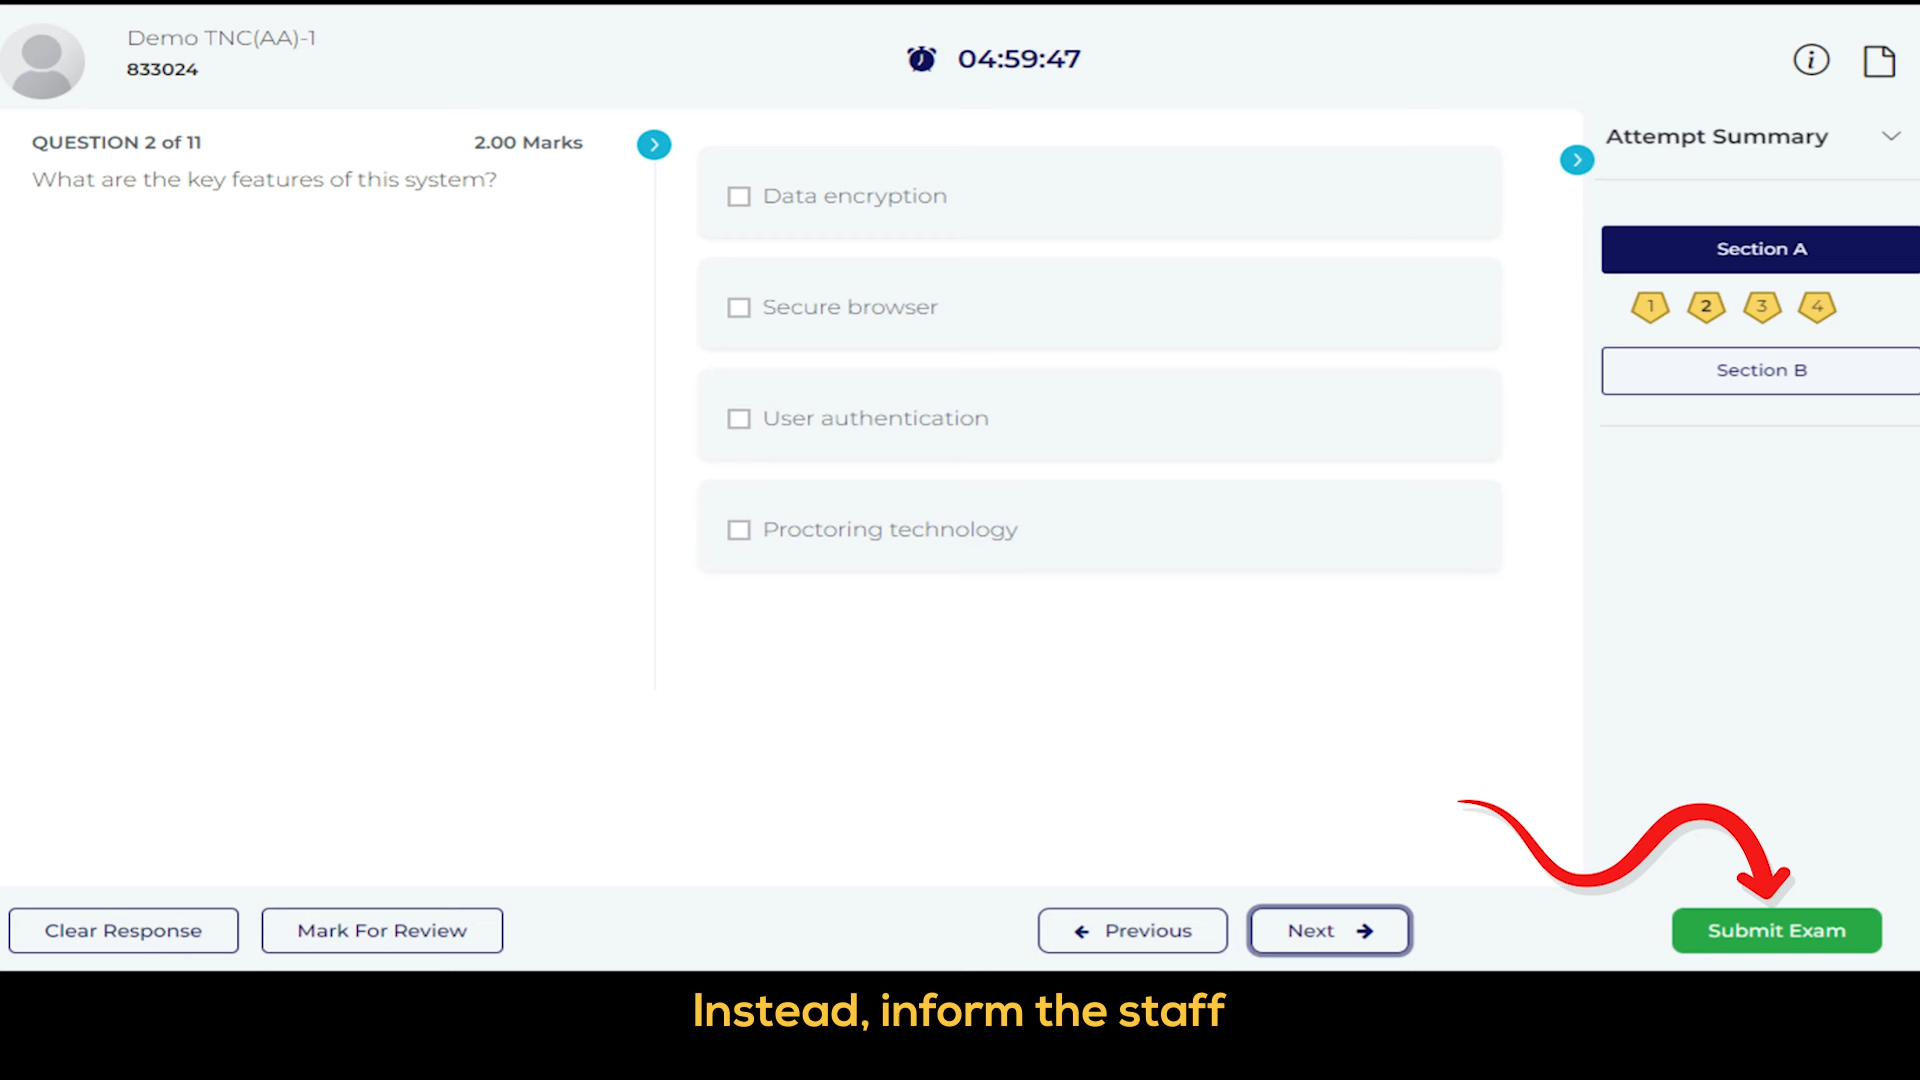 Demo TNC(AA)-1
833024
04:59:47
QUESTION 2 of 11
2.00 Marks
What are the key features of this system?
Data encryption
Secure browser
User authentication
Proctoring technology
Attempt Summary
Section A
1 2 3 4
Section B
Clear Response
Mark For Review
Previous
Next
Submit Exam
Instead, inform the staff